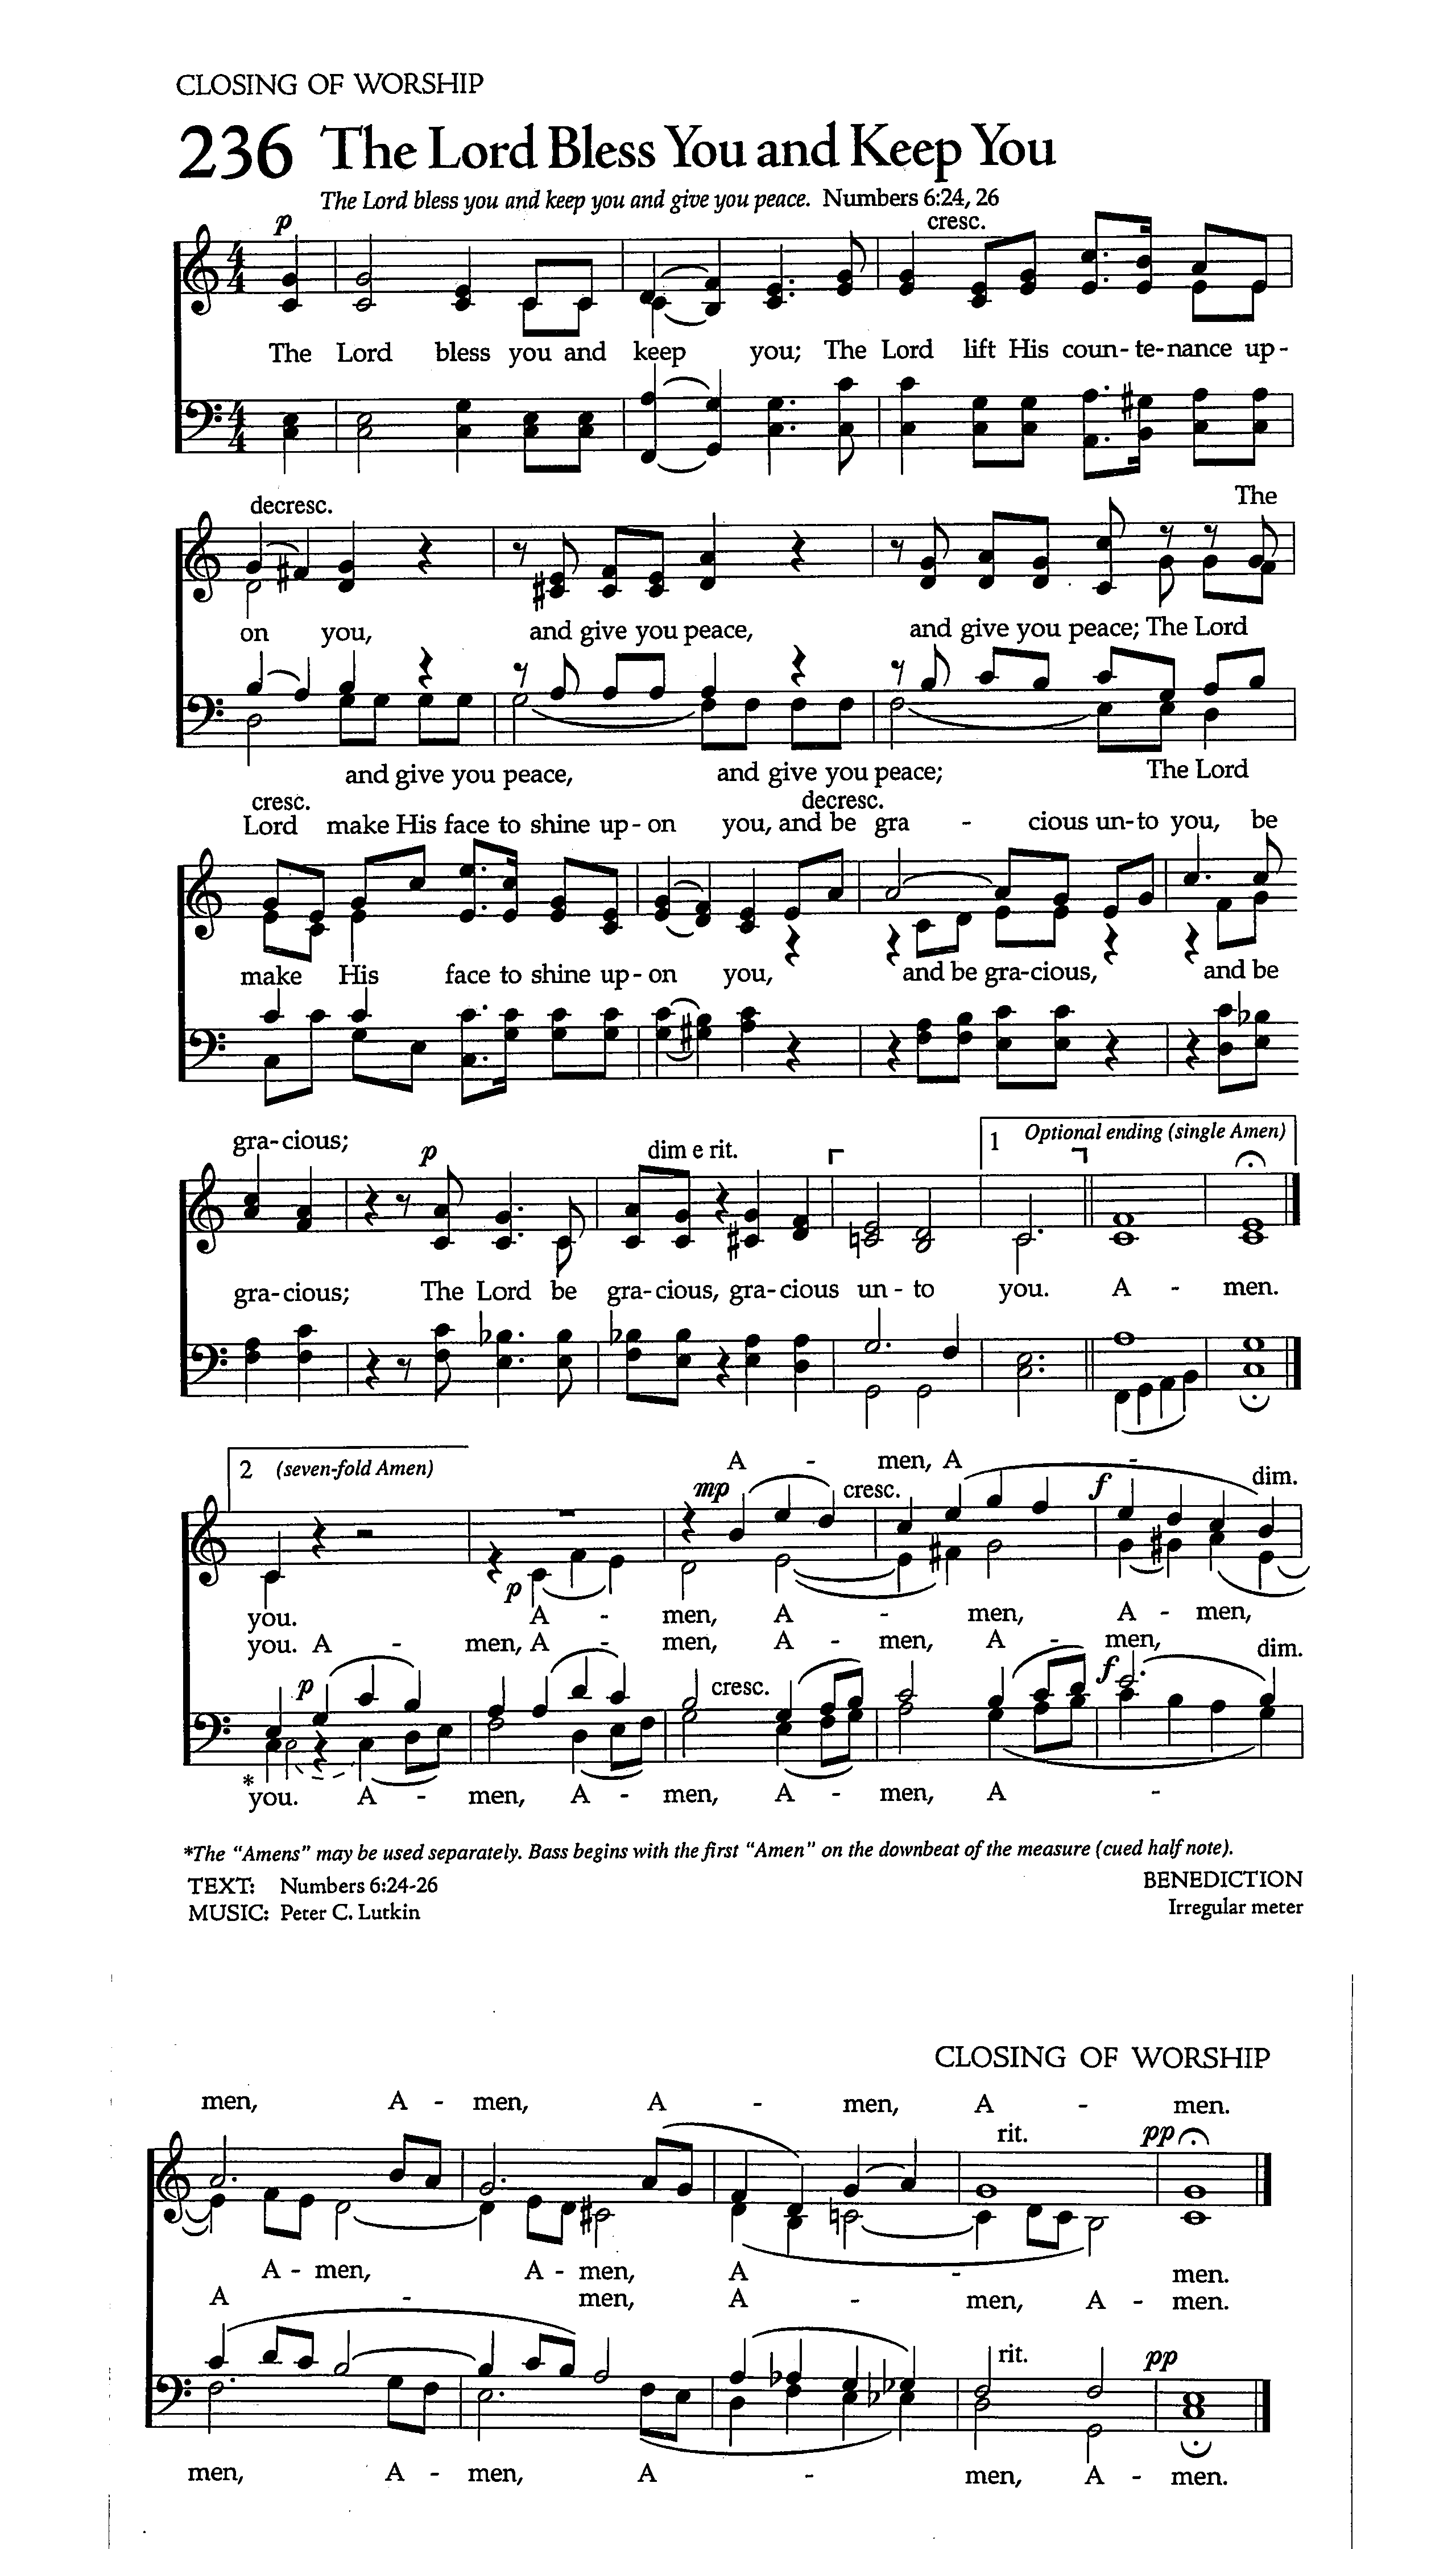 CLOSING OF WORSHIP
236 The Lord Bless You and Keep You
The Lord bless you and keep you and give you peace. Numbers 6:24, 26
p cresc.
The Lord bless you and keep you; The Lord lift His coun-te-nance up-
decresc. The
on you, and give you peace, and give you peace; The Lord
and give you peace, and give you peace; The Lord
cresc. decresc.
Lord make His face to shine up-on you, and be gra - cious un-to you, be
make His face to shine up-on you, and be gra-cious, and be
gra-cious;
p dim e rit. 1 Optional ending (single Amen)
gra-cious; The Lord be gra-cious, gra-cious un-to you. A - men.
2 (seven-fold Amen) A - men, A -
mp cresc. f dim.
p
you. A - men, A - men, A - men,
you. A - men, A - men, A - men, A - men,
p cresc. f dim.
* you. A - men, A - men, A - men, A -
*The “Amens” may be used separately. Bass begins with the first “Amen” on the downbeat of the measure (cued half note).
TEXT: Numbers 6:24-26 BENEDICTION
MUSIC: Peter C. Lutkin Irregular meter
CLOSING OF WORSHIP
men, A - men, A - men, A - men.
rit. pp
A - men, A - men, A - men.
A - men, A - men, A - men.
rit. pp
men, A - men, A - men, A - men.